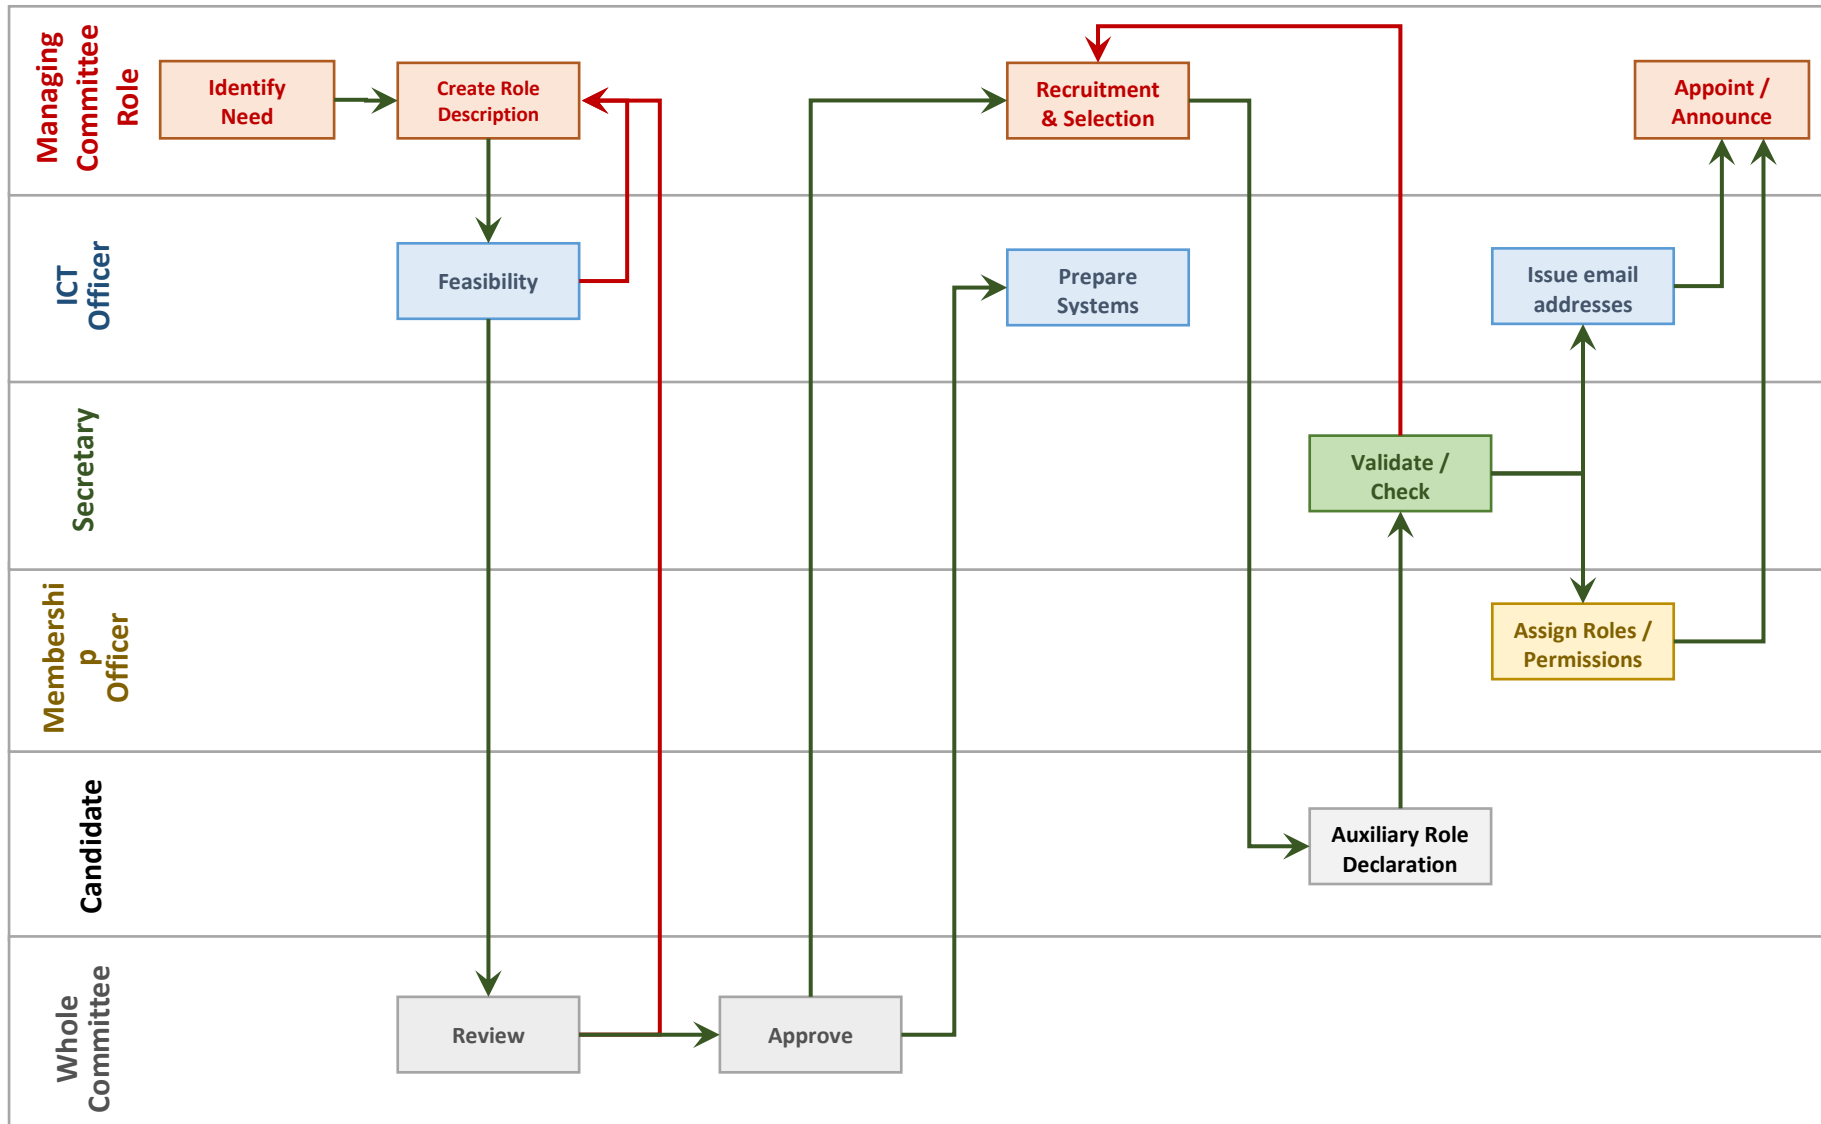 Managing
Committee
Role
Identify
Need
Create Role
Description
Recruitment
& Selection
Appoint /
Announce
ICT
Officer
Feasibility
Prepare
Systems
Issue email
addresses
Secretary
Validate /
Check
Membershi
p
Officer
Assign Roles /
Permissions
Candidate
Auxiliary Role
Declaration
Whole
Committee
Review
Approve